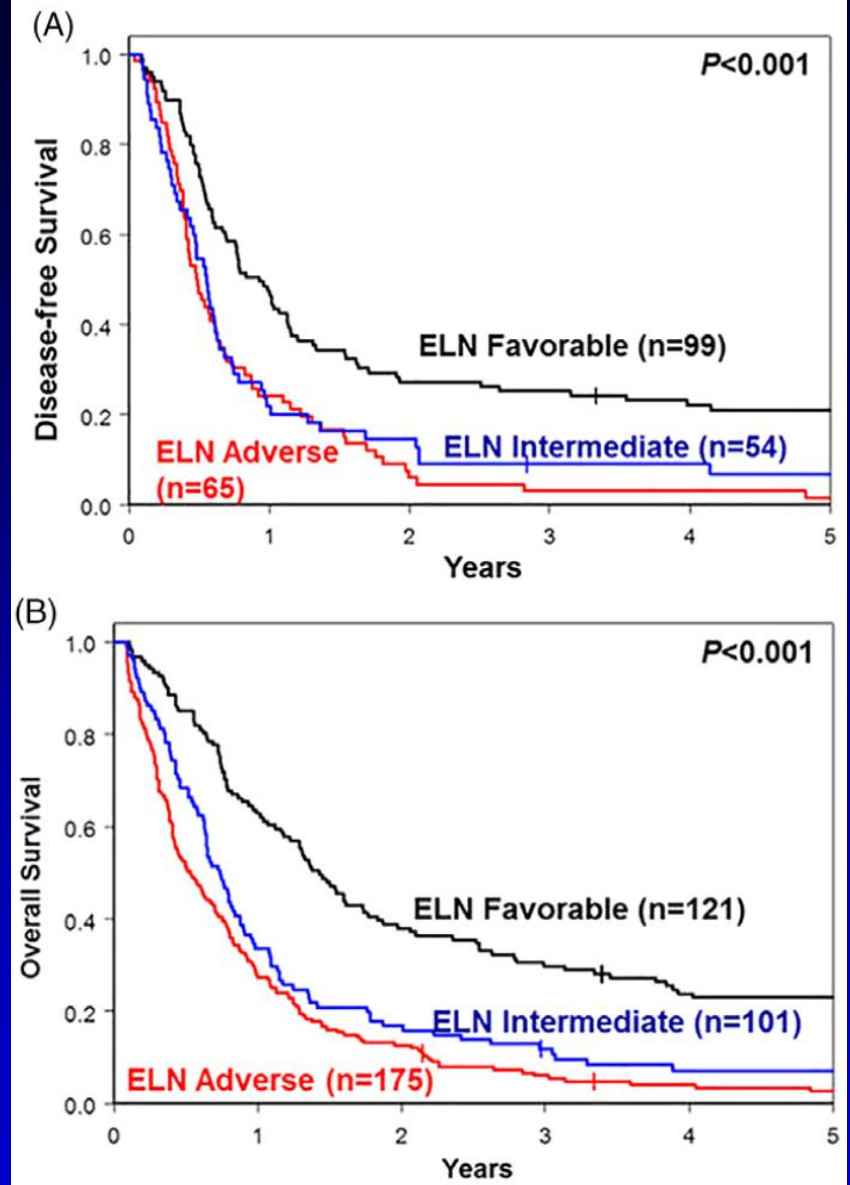 (A)
P<0.001
Disease-free Survival
1.0
0.8
0.6
0.4
0.2
0.0
ELN Favorable (n=99)
ELN Intermediate (n=54)
ELN Adverse
(n=65)
0 1 2 3 4 5
Years
(B)
P<0.001
Overall Survival
1.0
0.8
0.6
0.4
0.2
0.0
ELN Favorable (n=121)
ELN Intermediate (n=101)
ELN Adverse (n=175)
0 1 2 3 4 5
Years